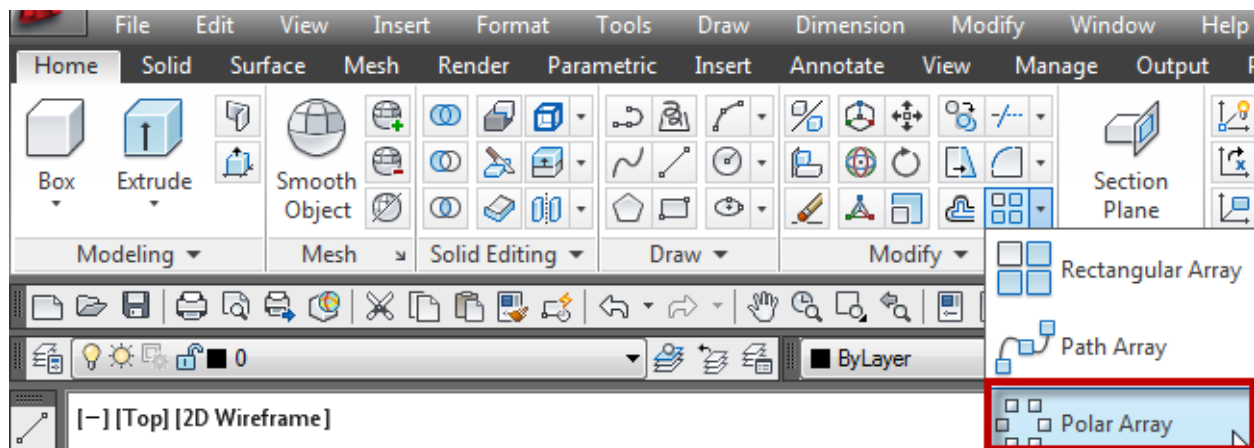 File Edit View Insert Format Tools Draw Dimension Modify Window Help
Home Solid Surface Mesh Render Parametric Insert Annotate View Manage Output
Box Extrude Smooth Object Section Plane
Modeling Mesh Solid Editing Draw Modify
Rectangular Array
Path Array
0 ByLayer
[−] [Top] [2D Wireframe]
Polar Array